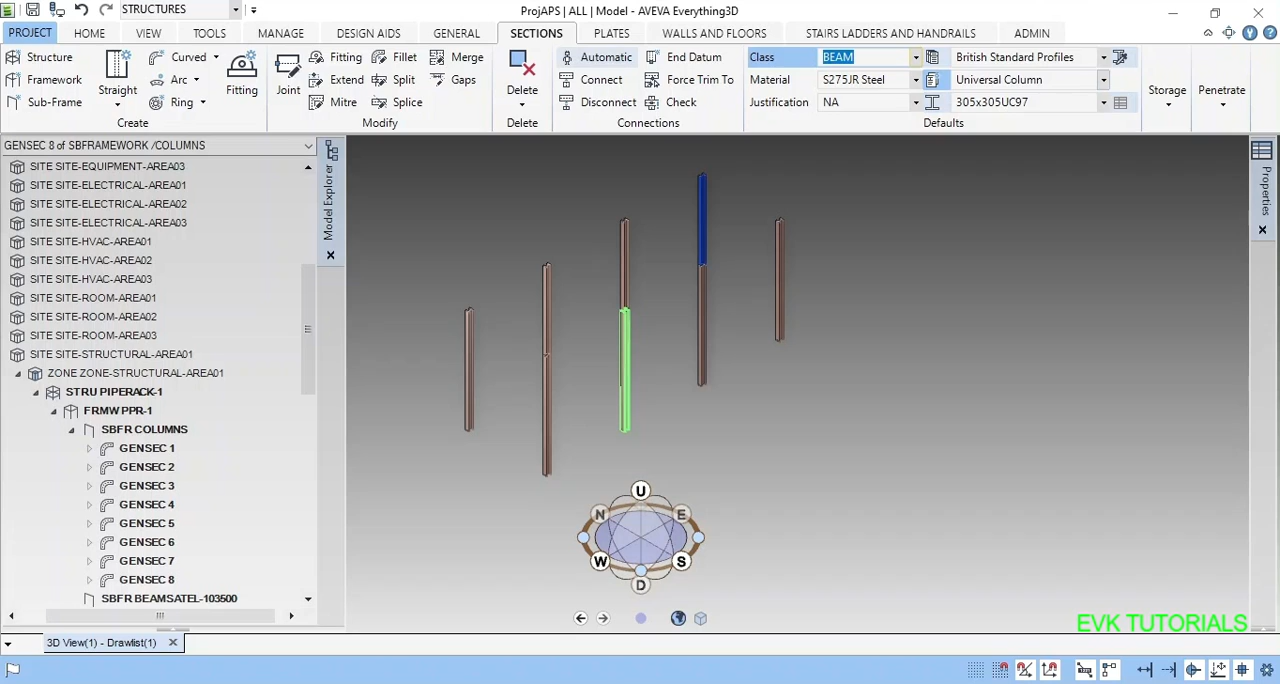 STRUCTURES
ProjAPS | ALL | Model - AVEVA Everything3D
PROJECT HOME VIEW TOOLS MANAGE DESIGN AIDS GENERAL SECTIONS PLATES WALLS AND FLOORS STAIRS LADDERS AND HANDRAILS ADMIN
Structure
Framework
Sub-Frame
Straight
Curved
Arc
Ring
Fitting
Create
Joint
Fitting
Extend
Mitre
Fillet
Split
Splice
Merge
Gaps
Modify
Delete
Delete
Automatic
Connect
Disconnect
End Datum
Force Trim To
Check
Connections
Class BEAM
Material S275JR Steel
Justification NA
British Standard Profiles
Universal Column
305x305UC97
Defaults
Storage
Penetrate
GENSEC 8 of SBFRAMEWORK /COLUMNS
SITE SITE-EQUIPMENT-AREA03
SITE SITE-ELECTRICAL-AREA01
SITE SITE-ELECTRICAL-AREA02
SITE SITE-ELECTRICAL-AREA03
SITE SITE-HVAC-AREA01
SITE SITE-HVAC-AREA02
SITE SITE-HVAC-AREA03
SITE SITE-ROOM-AREA01
SITE SITE-ROOM-AREA02
SITE SITE-ROOM-AREA03
SITE SITE-STRUCTURAL-AREA01
ZONE ZONE-STRUCTURAL-AREA01
STRU PIPERACK-1
FRMW PPR-1
SBFR COLUMNS
GENSEC 1
GENSEC 2
GENSEC 3
GENSEC 4
GENSEC 5
GENSEC 6
GENSEC 7
GENSEC 8
SBFR BEAMSATEL-103500
Model Explorer
Properties
U
N E
W S
D
EVK TUTORIALS
3D View(1) - Drawlist(1)